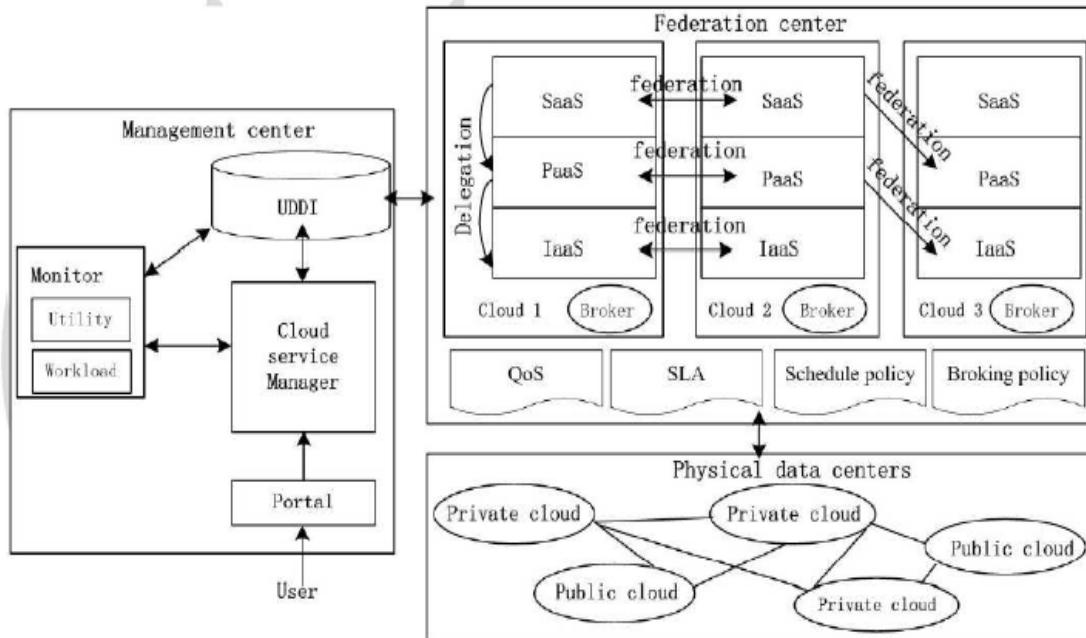 Federation center
SaaS
federation
SaaS
federation
SaaS
Delegation
PaaS
federation
PaaS
federation
PaaS
IaaS
federation
IaaS
IaaS
Cloud 1
Broker
Cloud 2
Broker
Cloud 3
Broker
QoS
SLA
Schedule policy
Broking policy
Management center
UDDI
Monitor
Utility
Workload
Cloud
service
Manager
Portal
User
Physical data centers
Private cloud
Private cloud
Public cloud
Public cloud
Private cloud